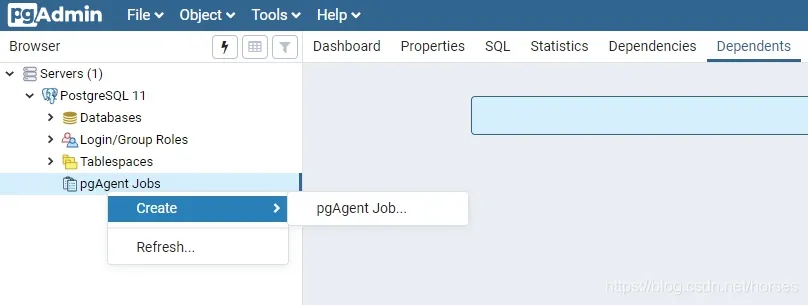 pgAdmin File Object Tools Help
Browser Dashboard Properties SQL Statistics Dependencies Dependents
Servers (1)
PostgreSQL 11
Databases
Login/Group Roles
Tablespaces
pgAgent Jobs
Create pgAgent Job...
Refresh...
https://blog.csdn.net/horses